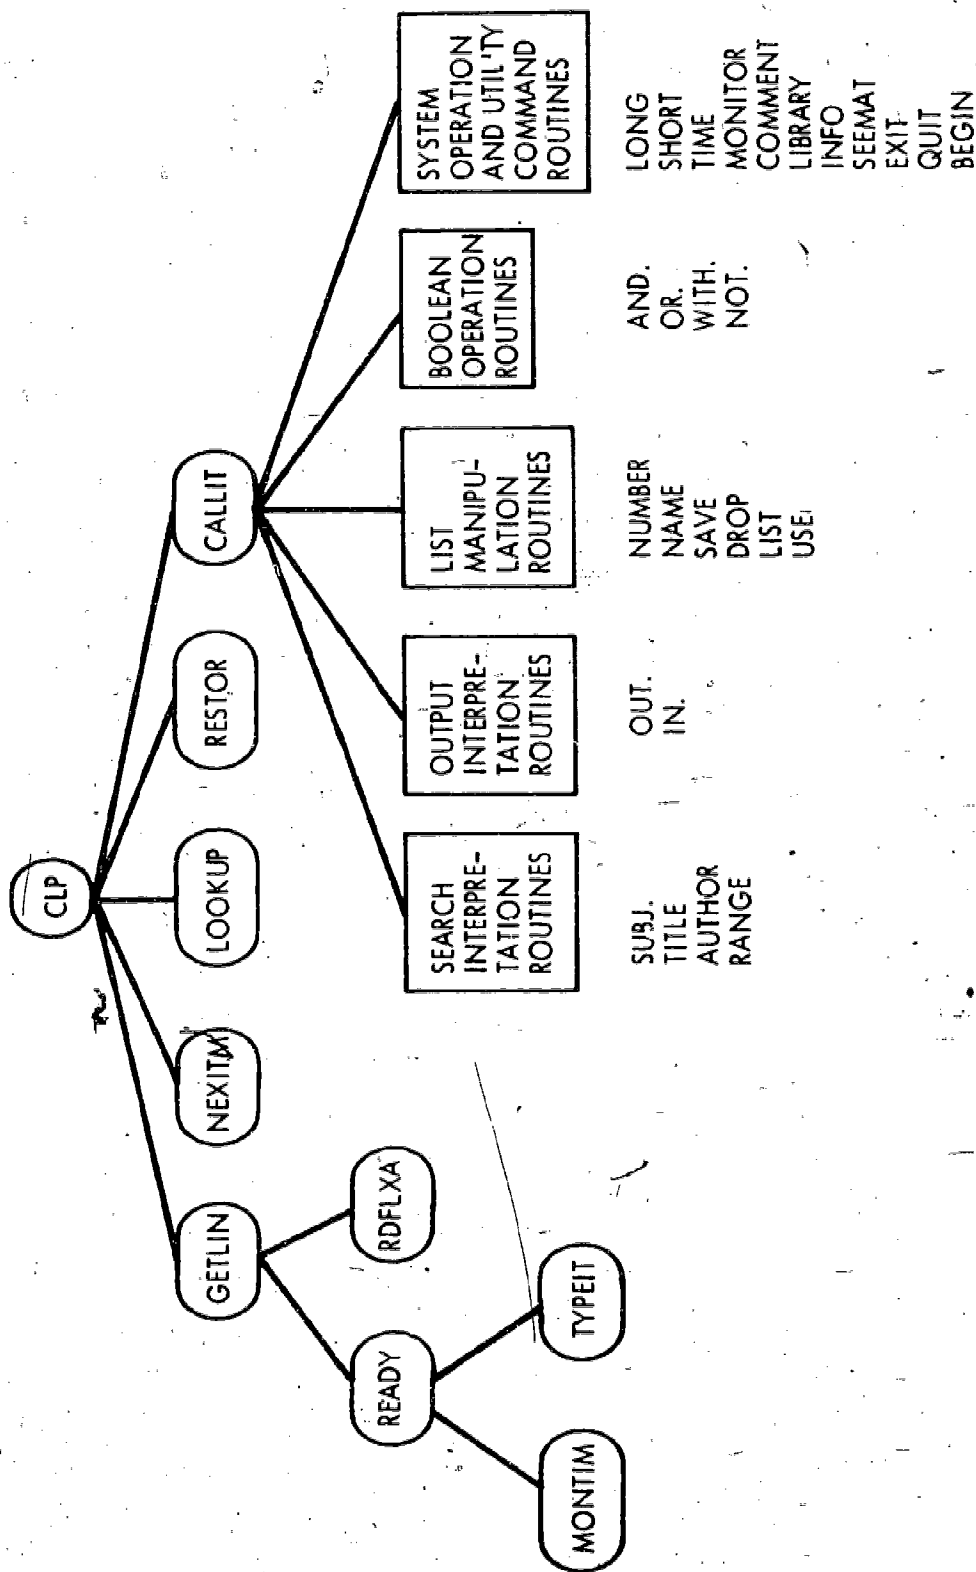 CLP
GETLIN
NEXITM
LOOKUP
RESTOR
CALLIT
READY
RDFLXA
MONTIM
TYPEIT
SEARCH
INTERPRE-
TATION
ROUTINES
SUBJ.
TITLE
AUTHOR
RANGE
OUTPUT
INTERPRE-
TATION
ROUTINES
OUT.
IN.
LIST
MANIPU-
LATION
ROUTINES
NUMBER
NAME
SAVE
DROP
LIST
USE
BOOLEAN
OPERATION
ROUTINES
AND.
OR.
WITH.
NOT.
SYSTEM
OPERATION
AND UTILITY
COMMAND
ROUTINES
LONG
SHORT
TIME
MONITOR
COMMENT
LIBRARY
INFO
SEEMAT
EXIT
QUIT
BEGIN